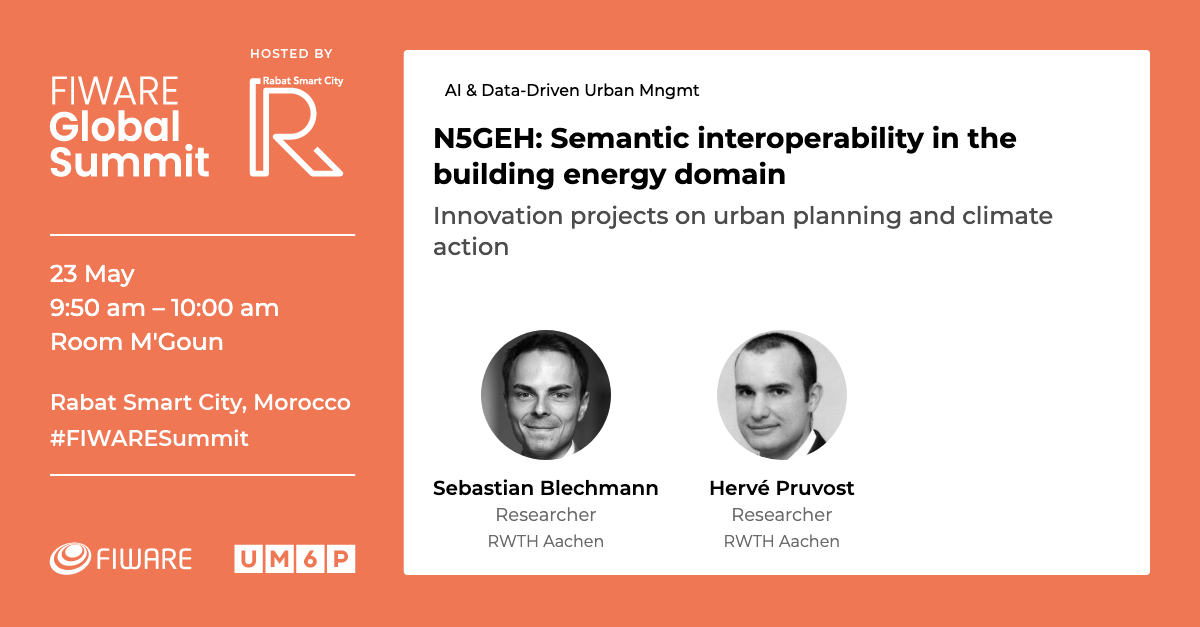 HOSTED BY
FIWARE
Global
Summit
Rabat Smart City
R
23 May
9:50 am – 10:00 am
Room M'Goun
Rabat Smart City, Morocco
#FIWARESummit
FIWARE
UM6P
AI & Data-Driven Urban Mngmt
N5GEH: Semantic interoperability in the
building energy domain
Innovation projects on urban planning and climate
action
Sebastian Blechmann
Researcher
RWTH Aachen
Hervé Pruvost
Researcher
RWTH Aachen